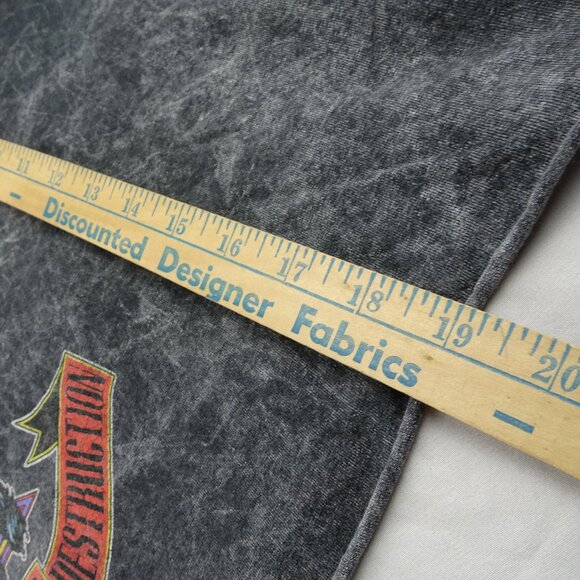 11 12 13 14 15 16 17 18 19 20
Discounted Designer Fabrics
DESTRUCTION